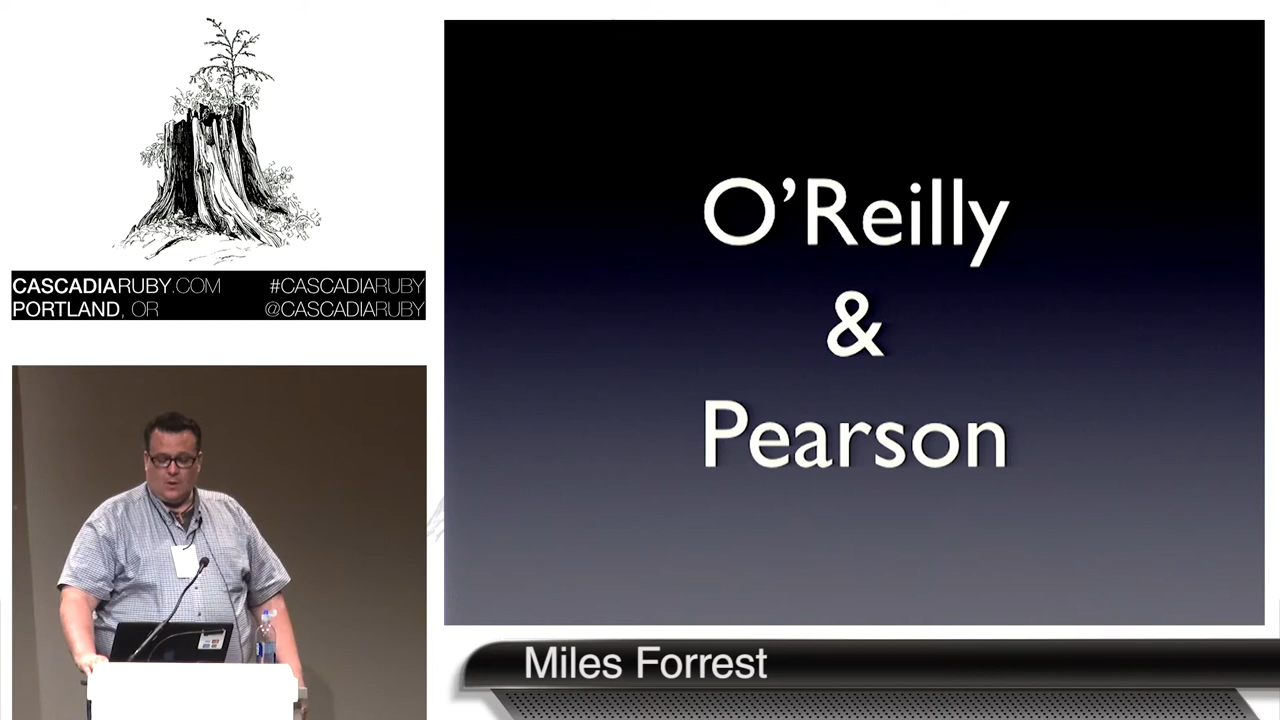 CASCADIARUBY.COM #CASCADIARUBY
PORTLAND, OR @CASCADIARUBY
O’Reilly
&
Pearson
Miles Forrest